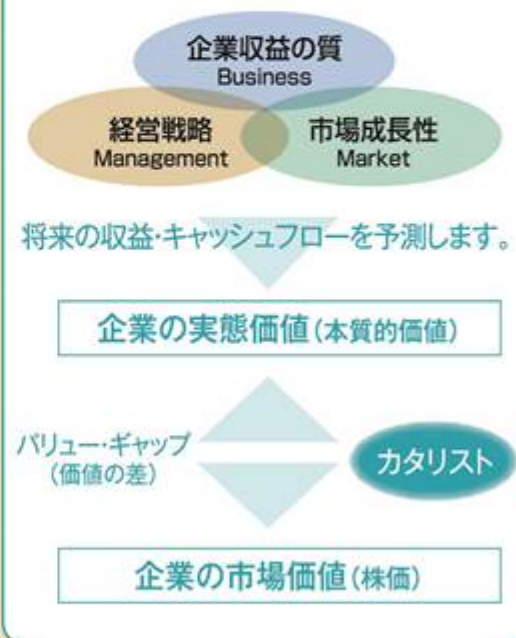 企業収益の質
Business
経営戦略
Management
市場成長性
Market
将来の収益・キャッシュフローを予測します。
企業の実態価値(本質的価値)
バリュー・ギャップ
(価値の差)
カタリスト
企業の市場価値(株価)